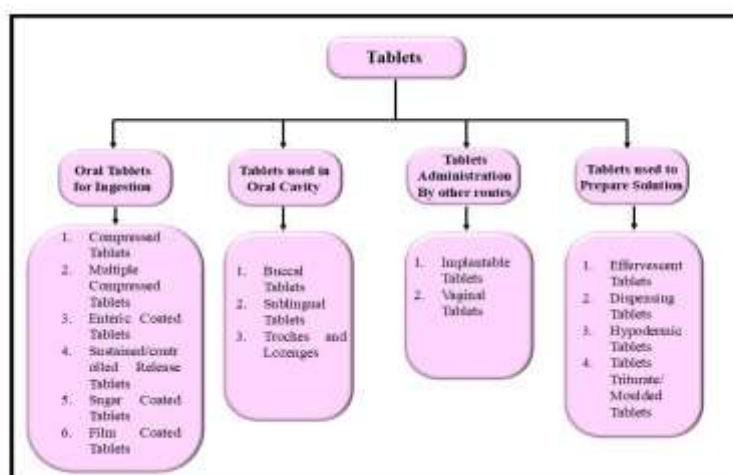 Tablets
Oral Tablets
for Ingestion
Tablets used in
Oral Cavity
Tablets
Administration
By other routes
Tablets used to
Prepare Solution
1. Compressed
Tablets
2. Multiple
Compressed
Tablets
3. Enteric Coated
Tablets
4. Sustained/contr
olled Release
Tablets
5. Sugar Coated
Tablets
6. Film Coated
Tablets
1. Buccal
Tablets
2. Sublingual
Tablets
3. Troches and
Lozenges
1. Implantable
Tablets
2. Vaginal
Tablets
1. Effervescent
Tablets
2. Dispensing
Tablets
3. Hypodermic
Tablets
4. Tablets
Triturate/
Moulded
Tablets